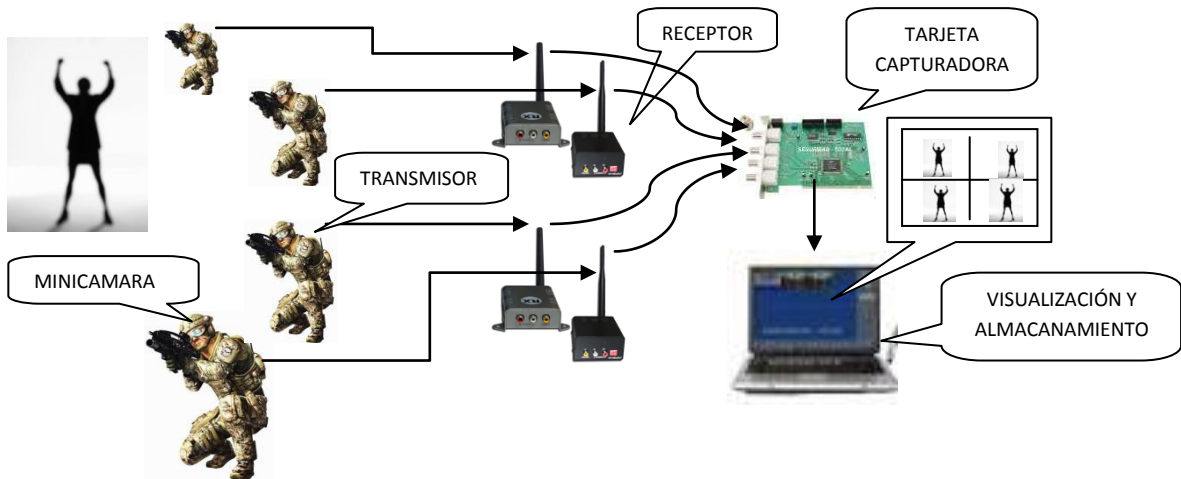 RECEPTOR
TARJETA
CAPTURADORA
TRANSMISOR
MINICAMARA
VISUALIZACIÓN Y
ALMACANAMIENTO